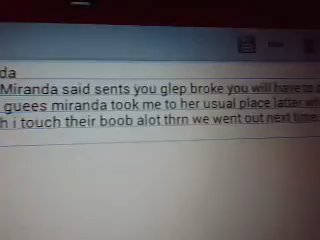 da
Miranda said sents you glep broke you will have to
guees miranda took me to her usual place latter
h i touch their boob alot thrn we went out next time.